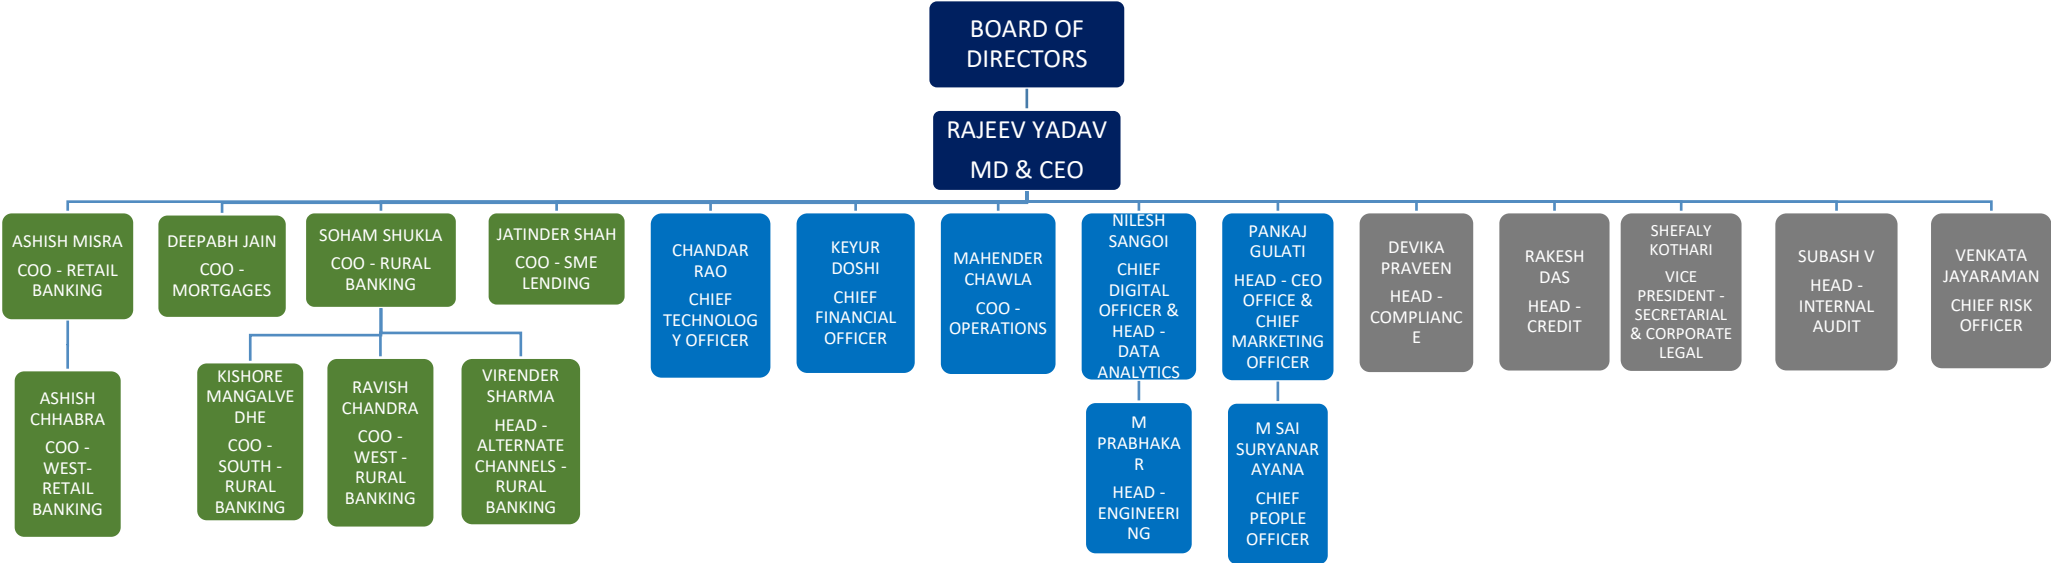 BOARD OF
DIRECTORS
RAJEEV YADAV
MD & CEO
ASHISH MISRA
COO - RETAIL
BANKING
DEEPABH JAIN
COO -
MORTGAGES
SOHAM SHUKLA
COO - RURAL
BANKING
JATINDER SHAH
COO - SME
LENDING
CHANDAR
RAO
CHIEF
TECHNOLOG
Y OFFICER
KEYUR
DOSHI
CHIEF
FINANCIAL
OFFICER
MAHENDER
CHAWLA
COO -
OPERATIONS
NILESH
SANGOI
CHIEF
DIGITAL
OFFICER &
HEAD -
DATA
ANALYTICS
PANKAJ
GULATI
HEAD - CEO
OFFICE &
CHIEF
MARKETING
OFFICER
DEVIKA
PRAVEEN
HEAD -
COMPLIANC
E
RAKESH
DAS
HEAD -
CREDIT
SHEFALY
KOTHARI
VICE
PRESIDENT -
SECRETARIAL
& CORPORATE
LEGAL
SUBASH V
HEAD -
INTERNAL
AUDIT
VENKATA
JAYARAMAN
CHIEF RISK
OFFICER
ASHISH
CHHABRA
COO -
WEST-
RETAIL
BANKING
KISHORE
MANGALVE
DHE
COO -
SOUTH -
RURAL
BANKING
RAVISH
CHANDRA
COO -
WEST -
RURAL
BANKING
VIRENDER
SHARMA
HEAD -
ALTERNATE
CHANNELS -
RURAL
BANKING
M
PRABHAKA
R
HEAD -
ENGINEERI
NG
M SAI
SURYANAR
AYANA
CHIEF
PEOPLE
OFFICER